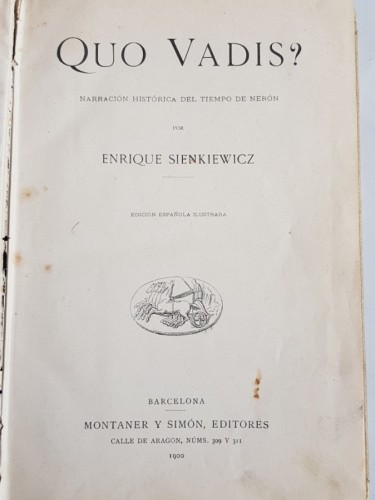 QUO VADIS?
NARRACIÓN HISTÓRICA DEL TIEMPO DE NERÓN
POR
ENRIQUE SIENKIEWICZ
EDICIÓN ESPAÑOLA ILUSTRADA
BARCELONA
MONTANER Y SIMÓN, EDITORES
CALLE DE ARAGON, NÚMS. 309 Y 311
1900